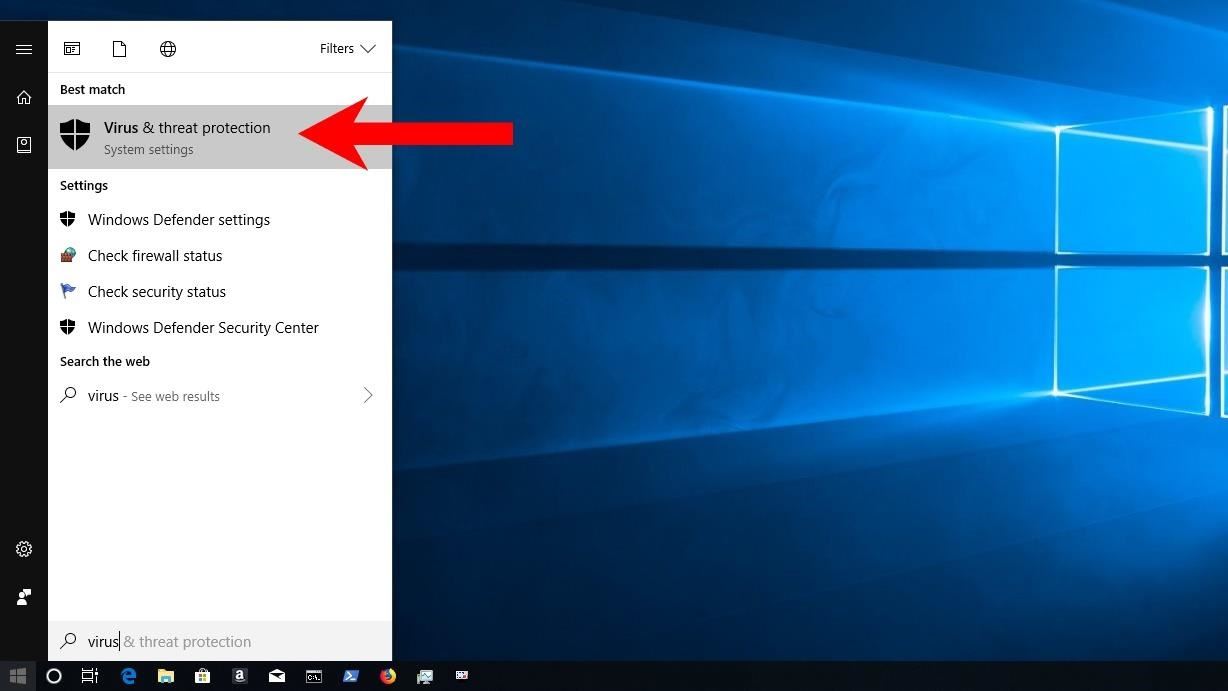 Filters
Best match
Virus & threat protection
System settings
Settings
Windows Defender settings
Check firewall status
Check security status
Windows Defender Security Center
Search the web
virus - See web results
virus & threat protection